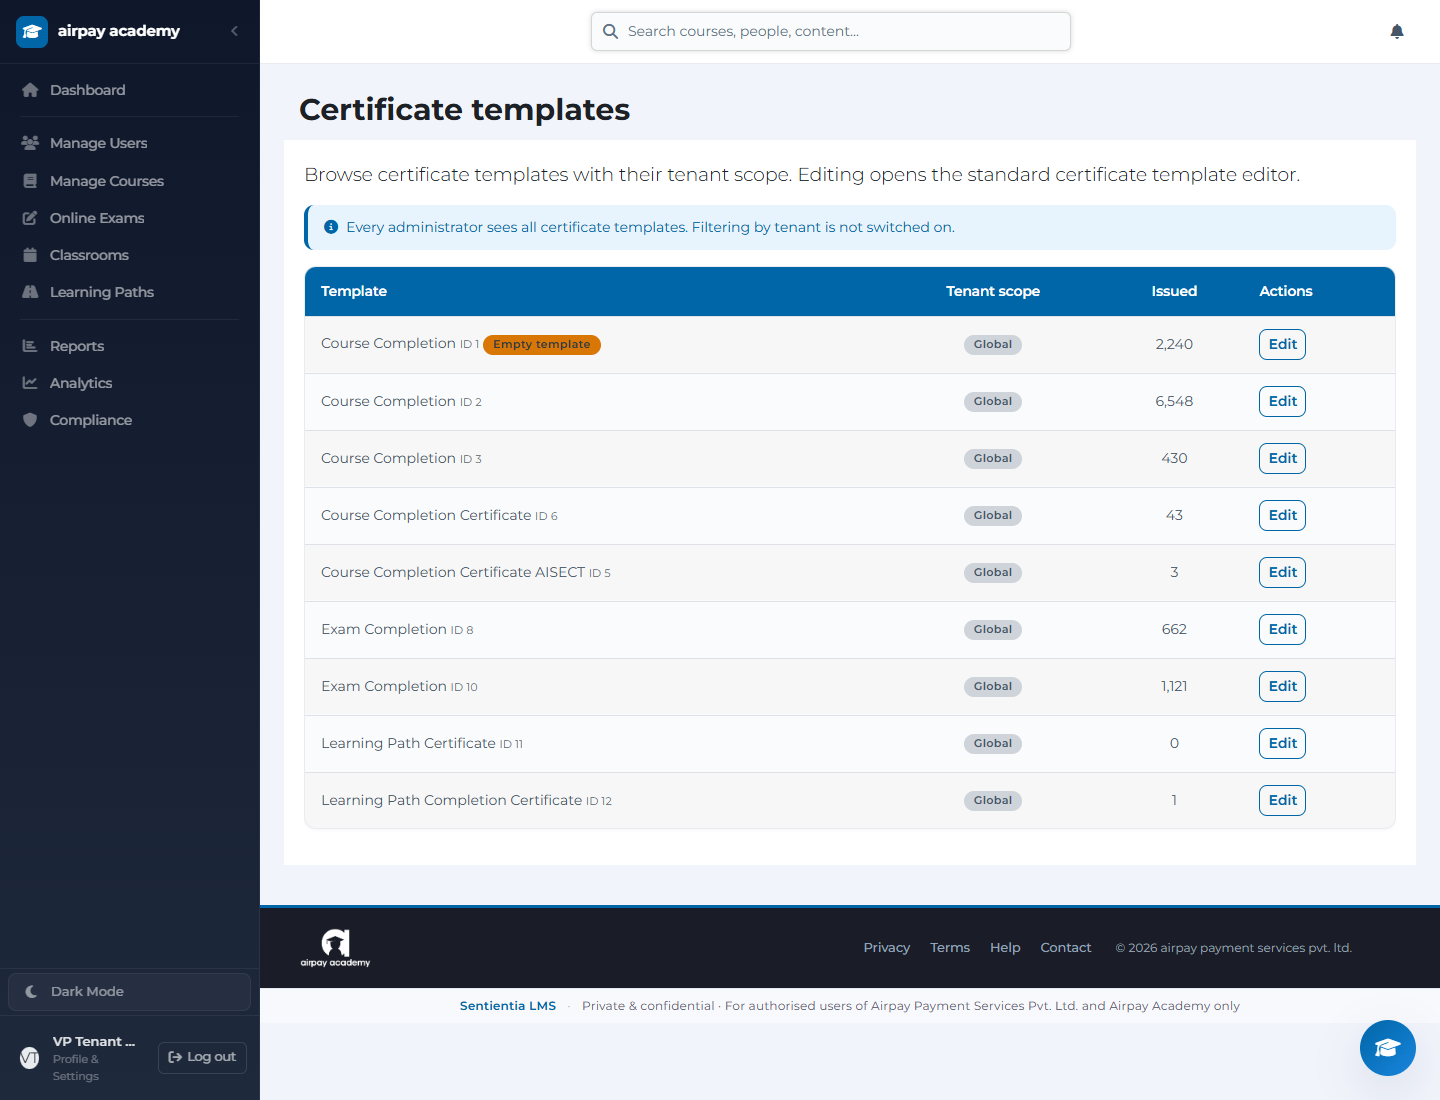 airpay academy
Search courses, people, content...
Dashboard
Manage Users
Manage Courses
Online Exams
Classrooms
Learning Paths
Reports
Analytics
Compliance
Dark Mode
VT
VP Tenant ...
Profile &
Settings
Log out
Certificate templates
Browse certificate templates with their tenant scope. Editing opens the standard certificate template editor.
Every administrator sees all certificate templates. Filtering by tenant is not switched on.
Template Tenant scope Issued Actions
Course Completion ID 1 Empty template Global 2,240 Edit
Course Completion ID 2 Global 6,548 Edit
Course Completion ID 3 Global 430 Edit
Course Completion Certificate ID 6 Global 43 Edit
Course Completion Certificate AISECT ID 5 Global 3 Edit
Exam Completion ID 8 Global 662 Edit
Exam Completion ID 10 Global 1,121 Edit
Learning Path Certificate ID 11 Global 0 Edit
Learning Path Completion Certificate ID 12 Global 1 Edit
airpay academy
Privacy Terms Help Contact © 2026 airpay payment services pvt. ltd.
Sentientia LMS · Private & confidential · For authorised users of Airpay Payment Services Pvt. Ltd. and Airpay Academy only